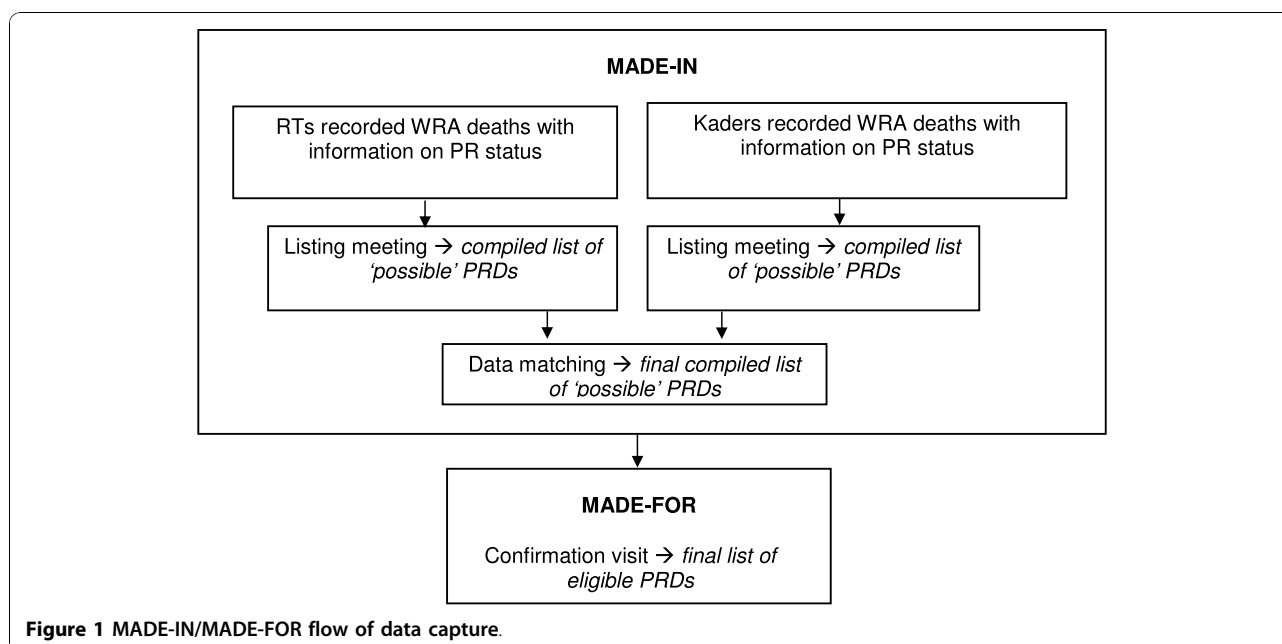 MADE-IN
RTs recorded WRA deaths with
information on PR status
Kaders recorded WRA deaths with
information on PR status
Listing meeting → compiled list of
‘possible’ PRDs
Listing meeting → compiled list
of ‘possible’ PRDs
Data matching → final compiled list
of ‘possible’ PRDs
MADE-FOR
Confirmation visit → final list of
eligible PRDs
Figure 1 MADE-IN/MADE-FOR flow of data capture.